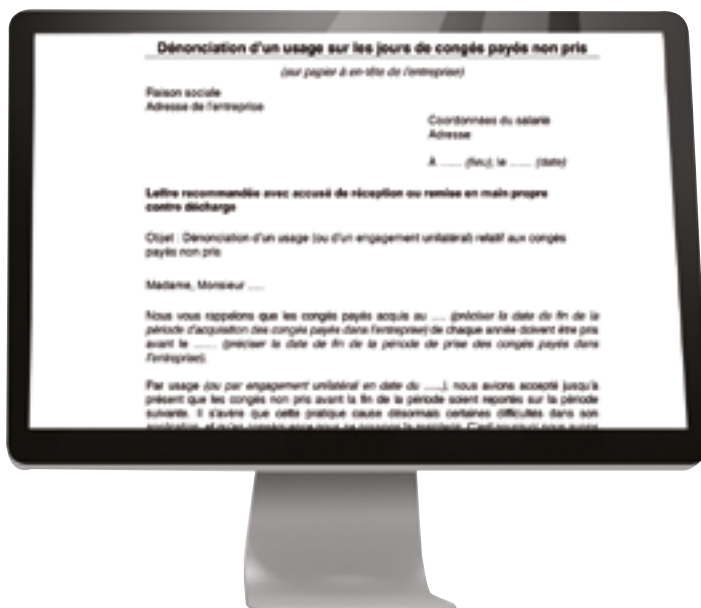 Dénonciation d'un usage sur les jours de congés payés non pris
(sur papier à en-tête de l'entreprise)
Raison sociale
Adresse de l'entreprise
Coordonnées du salarié
Adresse
À ...... (lieu), le ...... (date)
Lettre recommandée avec accusé de réception ou remise en main propre
contre décharge
Objet : Dénonciation d'un usage (ou d'un engagement unilatéral) relatif aux congés
payés non pris
Madame, Monsieur .....
Nous vous rappelons que les congés payés acquis au ..... (préciser la date de fin de la
période d'acquisition des congés payés dans l'entreprise) de chaque année doivent être pris
avant le ....... (préciser la date de fin de la période de prise des congés payés dans
l'entreprise).
Par usage (ou par engagement unilatéral en date du .....), nous avions accepté jusqu'à
présent que les congés non pris avant la fin de la période soient reportés sur la période
suivante. Il s'avère que cette pratique cause désormais certaines difficultés dans son